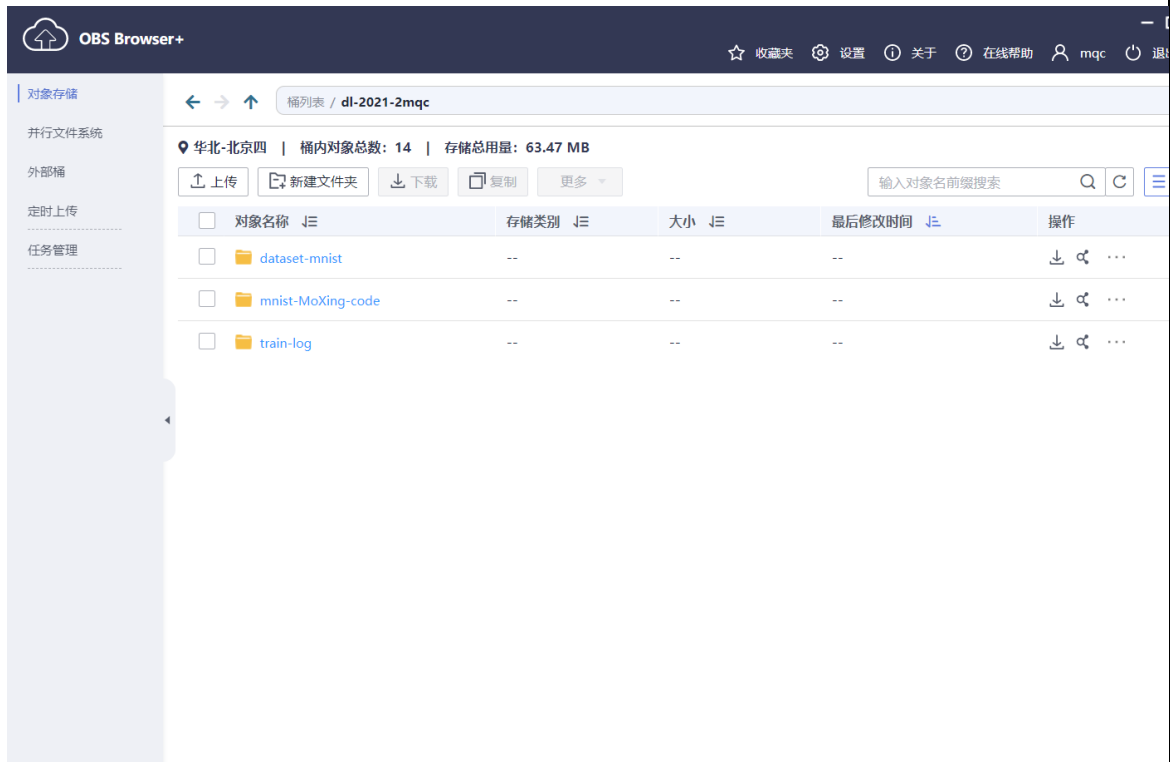 OBS Browser+
收藏夹 设置 关于 在线帮助 mqc
对象存储
并行文件系统
外部桶
定时上传
任务管理
桶列表 / dl-2021-2mqc
华北-北京四 | 桶内对象总数：14 | 存储总用量：63.47 MB
上传 新建文件夹 下载 复制 更多 输入对象名前缀搜索
对象名称 存储类别 大小 最后修改时间 操作
dataset-mnist -- -- -- ···
mnist-MoXing-code -- -- -- ···
train-log -- -- -- ···